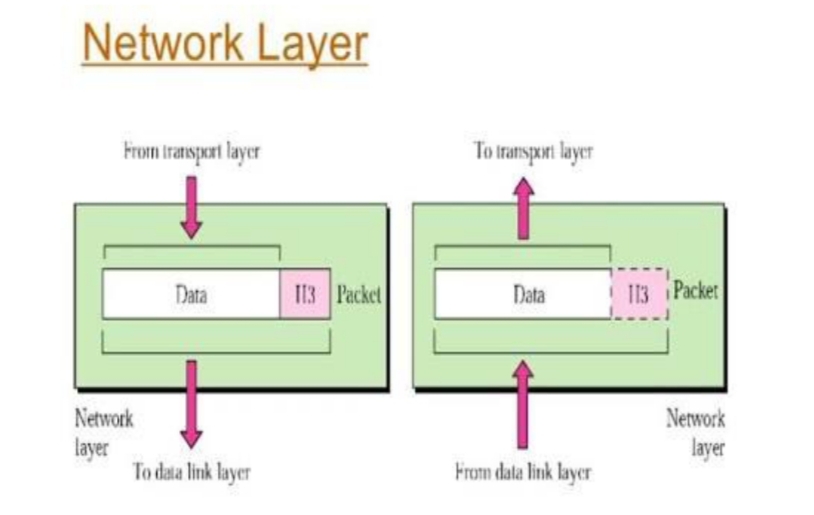 Network Layer
From transport layer
To transport layer
Data
H3
Packet
Data
H3
Packet
Network
layer
To data link layer
From data link layer
Network
layer